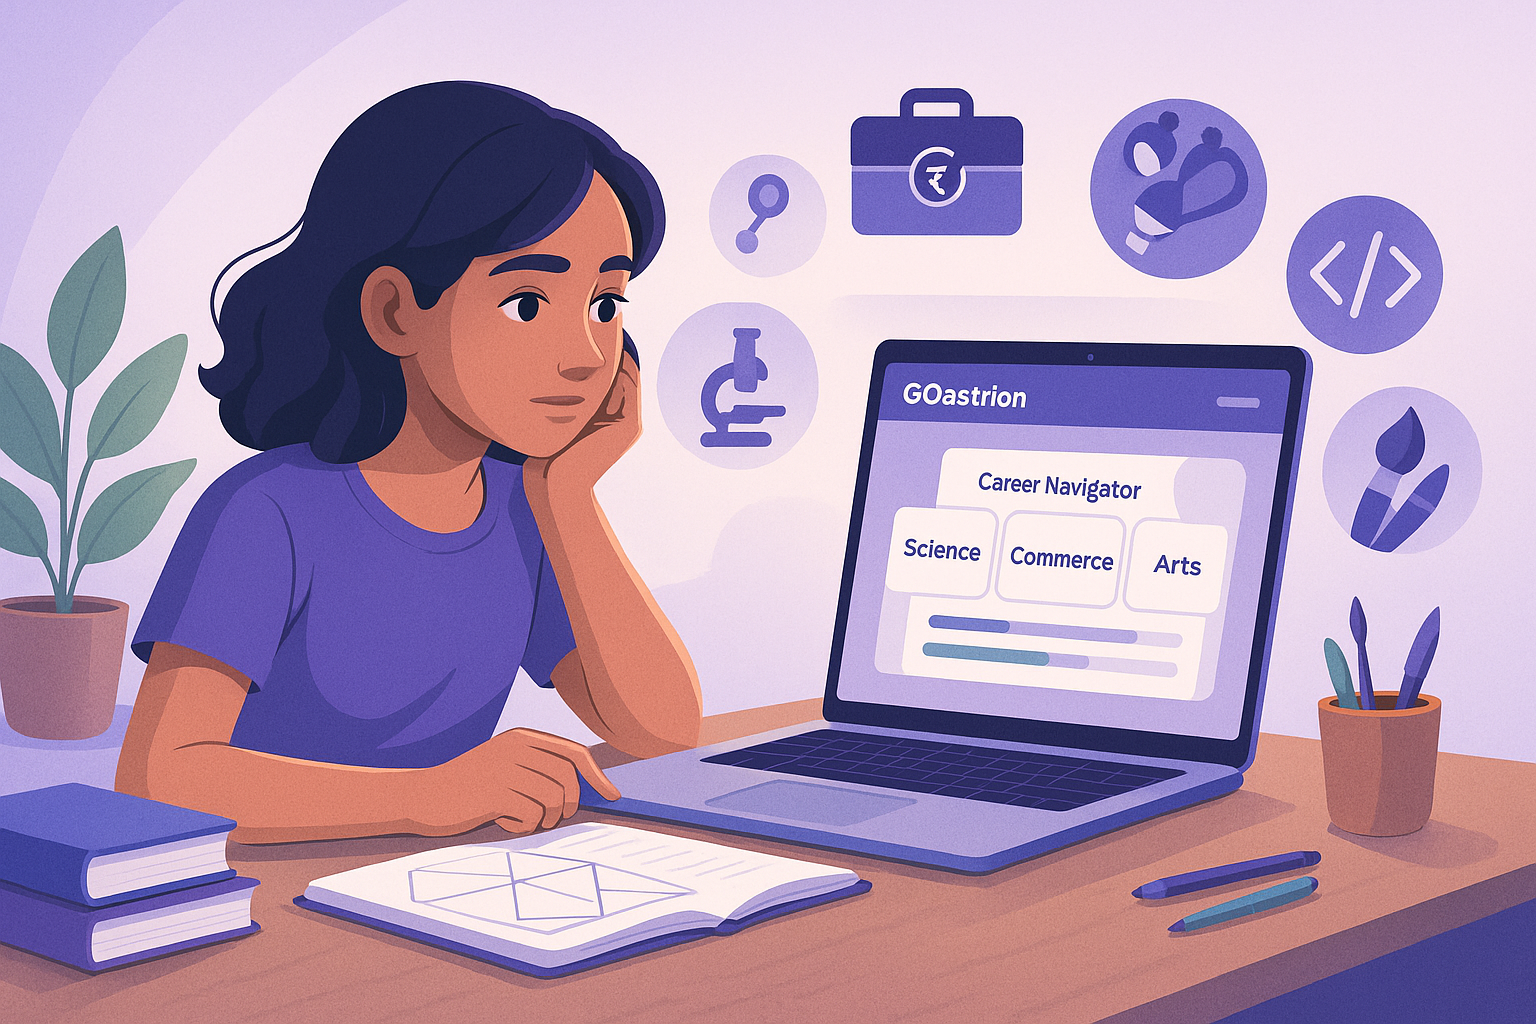 ₹
</>
GOastrion
Career Navigator
Science
Commerce
Arts